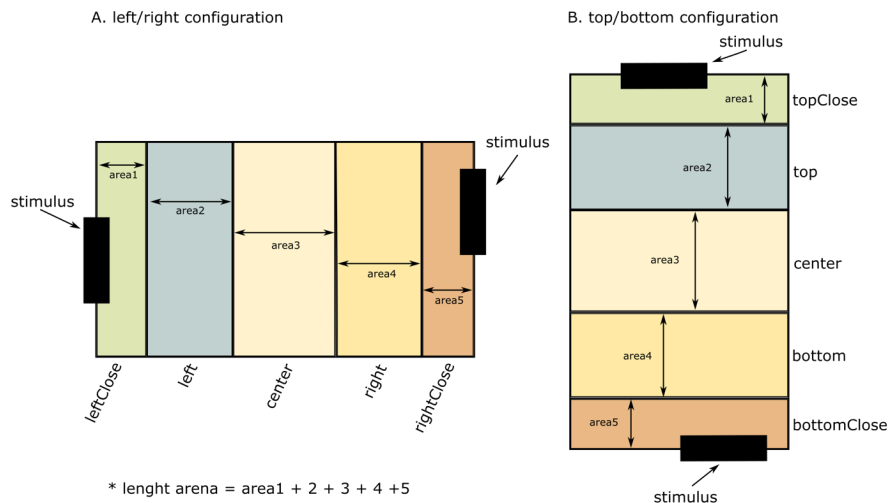 A. left/right configuration
stimulus
stimulus
area1
area2
area3
area4
area5
leftClose
left
center
right
rightClose
* lenght arena = area1 + 2 + 3 + 4 +5
B. top/bottom configuration
stimulus
area1
topClose
area2
top
area3
center
area4
bottom
area5
bottomClose
stimulus